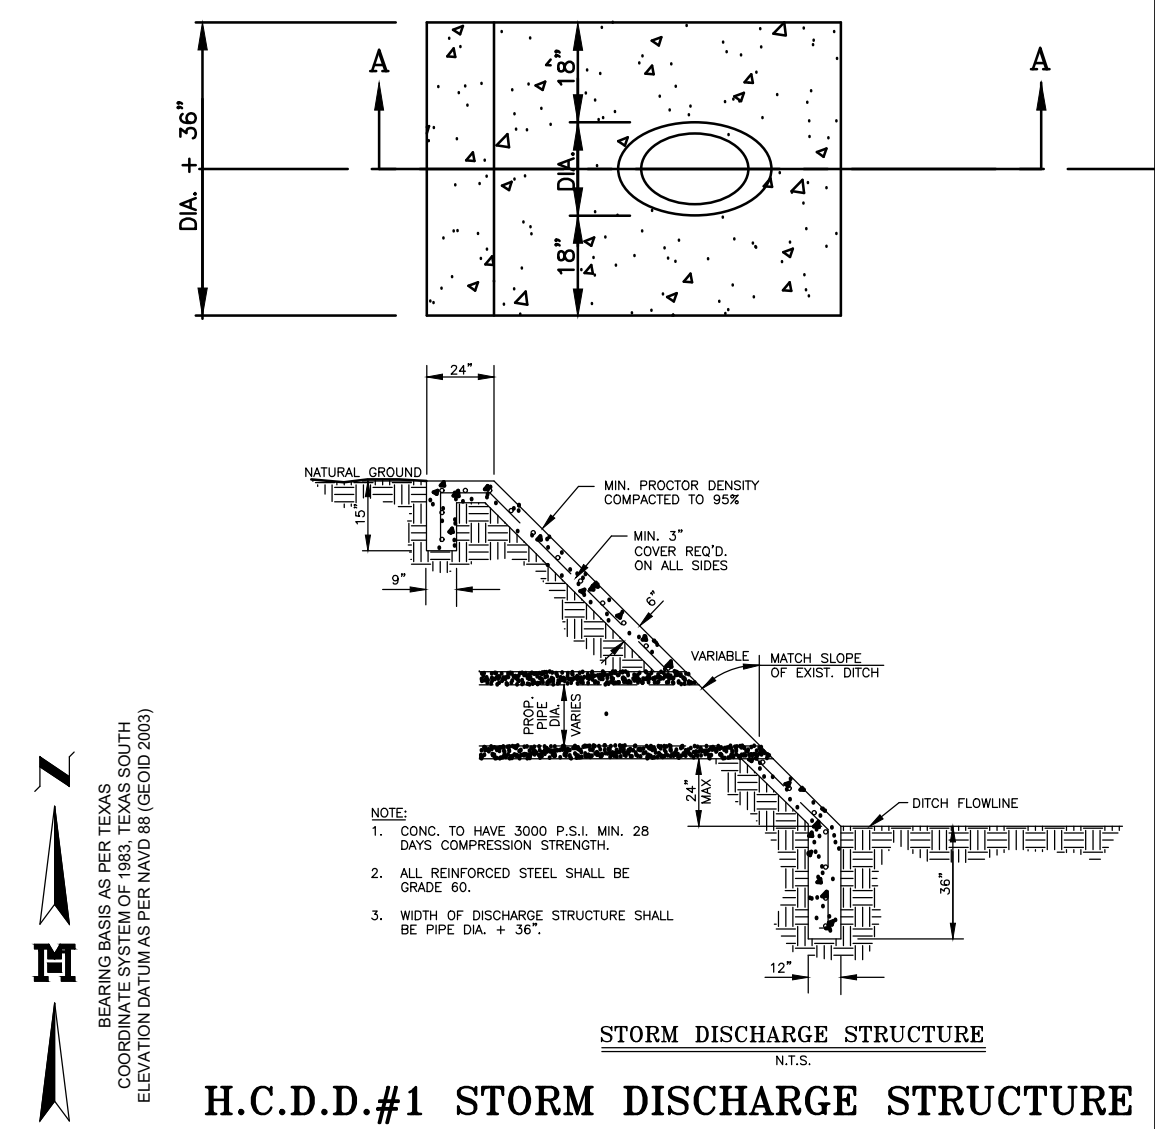 A
A
18"
DIA.
18"
DIA. + 36"
24"
NATURAL GROUND
15"
9"
MIN. PROCTOR DENSITY
COMPACTED TO 95%
MIN. 3"
COVER REQ'D.
ON ALL SIDES
6"
VARIABLE
MATCH SLOPE
OF EXIST. DITCH
PROP.
PIPE
DIA.
VARIES
24"
MAX
DITCH FLOWLINE
36"
12"
NOTE:
1. CONC. TO HAVE 3000 P.S.I. MIN. 28
DAYS COMPRESSION STRENGTH.
2. ALL REINFORCED STEEL SHALL BE
GRADE 60.
3. WIDTH OF DISCHARGE STRUCTURE SHALL
BE PIPE DIA. + 36".
N
H
BEARING BASIS AS PER TEXAS
COORDINATE SYSTEM OF 1983, TEXAS SOUTH
ELEVATION DATUM AS PER NAVD 88 (GEOID 2003)
STORM DISCHARGE STRUCTURE
N.T.S.
H.C.D.D.#1 STORM DISCHARGE STRUCTURE